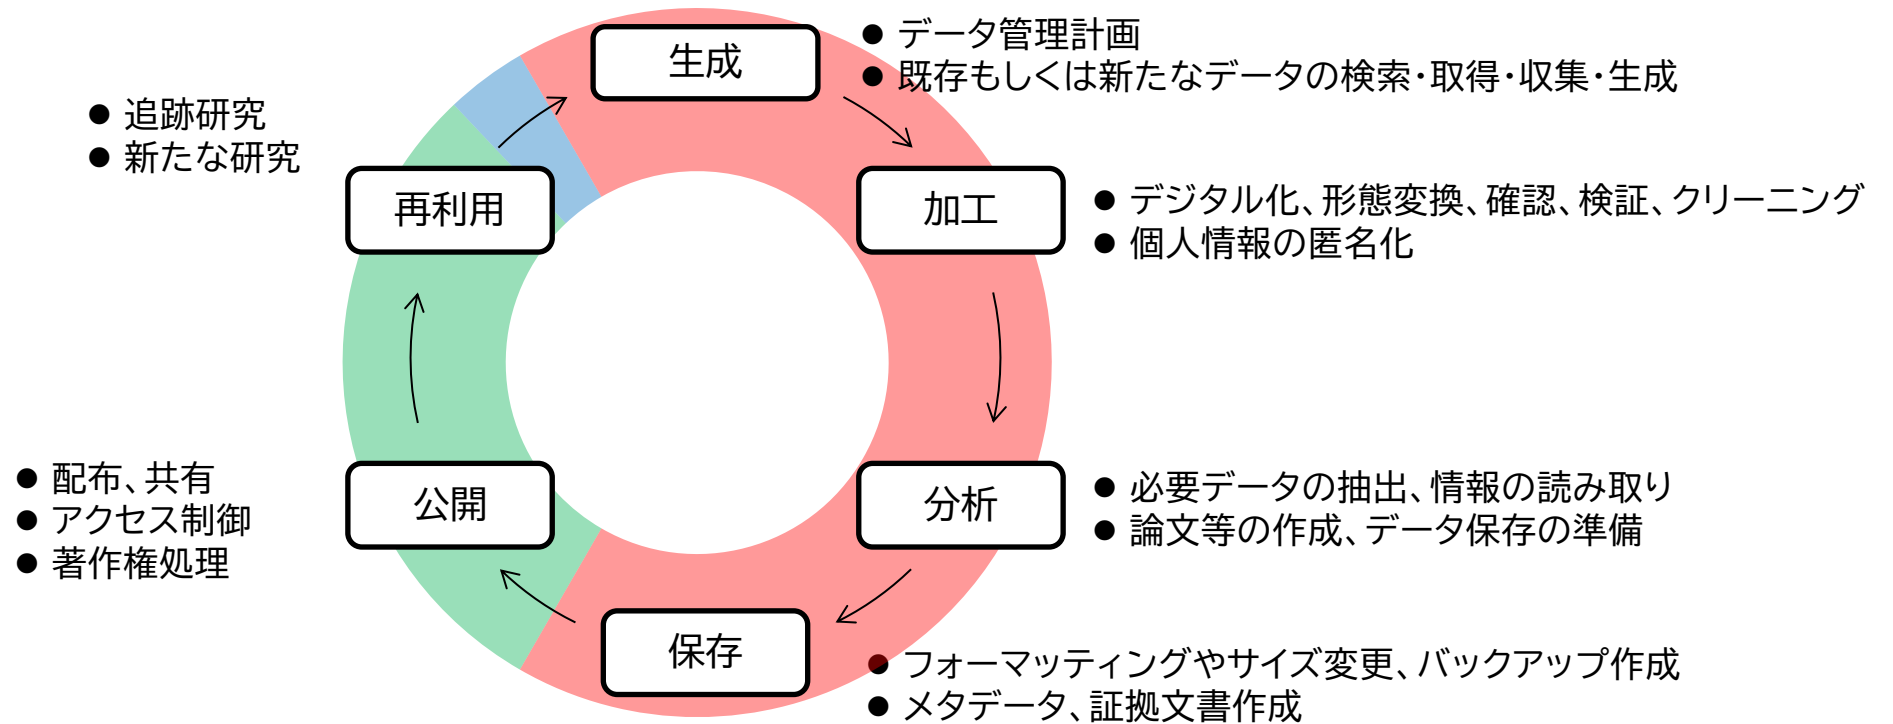 生成
● データ管理計画
● 既存もしくは新たなデータの検索・取得・収集・生成
加工
● デジタル化、形態変換、確認、検証、クリーニング
● 個人情報の匿名化
分析
● 必要データの抽出、情報の読み取り
● 論文等の作成、データ保存の準備
保存
● フォーマッティングやサイズ変更、バックアップ作成
● メタデータ、証拠文書作成
公開
● 配布、共有
● アクセス制御
● 著作権処理
再利用
● 追跡研究
● 新たな研究